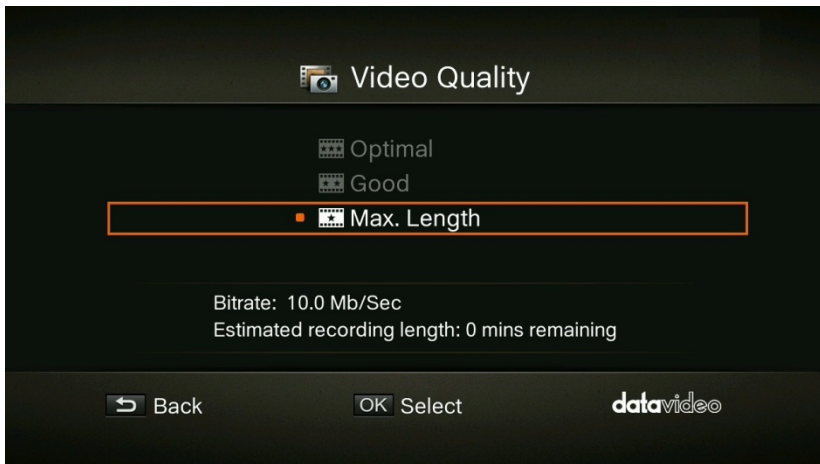 Video Quality
Optimal
Good
Max. Length
Bitrate: 10.0 Mb/Sec
Estimated recording length: 0 mins remaining
Back OK Select datavideo